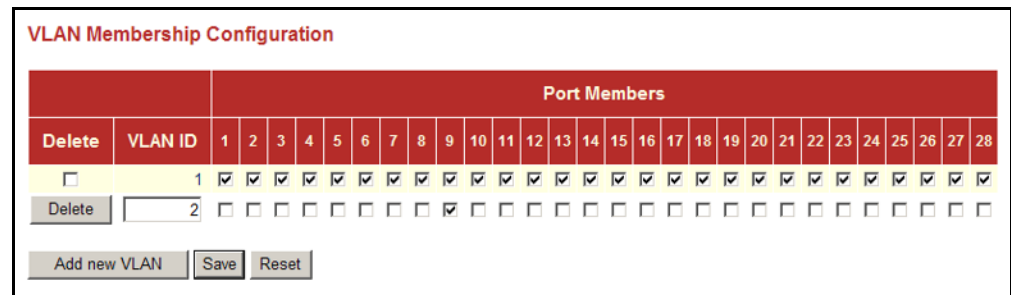 VLAN Membership Configuration
Port Members
Delete VLAN ID 1 2 3 4 5 6 7 8 9 10 11 12 13 14 15 16 17 18 19 20 21 22 23 24 25 26 27 28
1
Delete 2
Add new VLAN Save Reset